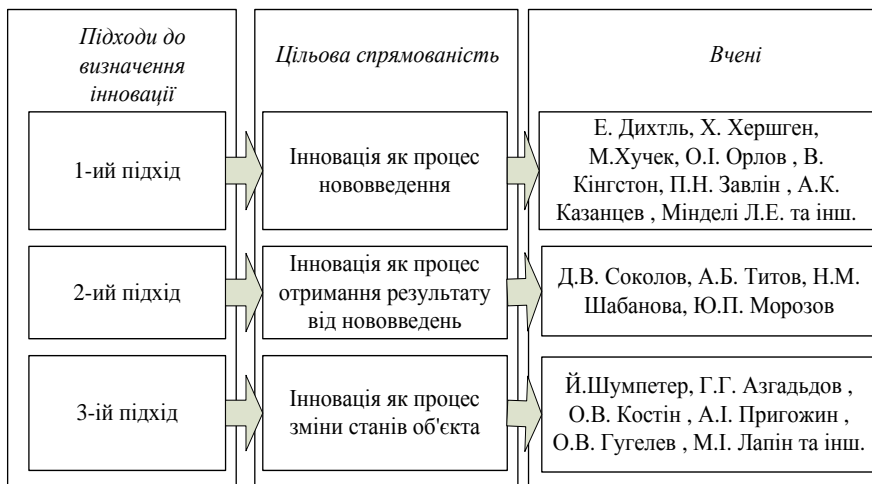 Підходи до
визначення
інновації
Цільова спрямованість
Вчені
1-ий підхід
Інновація як процес
нововведення
Е. Дихтль, Х. Хершген,
М.Хучек, О.І. Орлов , В.
Кінгстон, П.Н. Завлін , А.К.
Казанцев , Мінделі Л.Е. та інш.
2-ий підхід
Інновація як процес
отримання результату
від нововведень
Д.В. Соколов, А.Б. Титов, Н.М.
Шабанова, Ю.П. Морозов
3-ій підхід
Інновація як процес
зміни станів об'єкта
Й.Шумпетер, Г.Г. Азгадьдов ,
О.В. Костін , А.І. Пригожин ,
О.В. Гугелев , М.І. Лапін та інш.